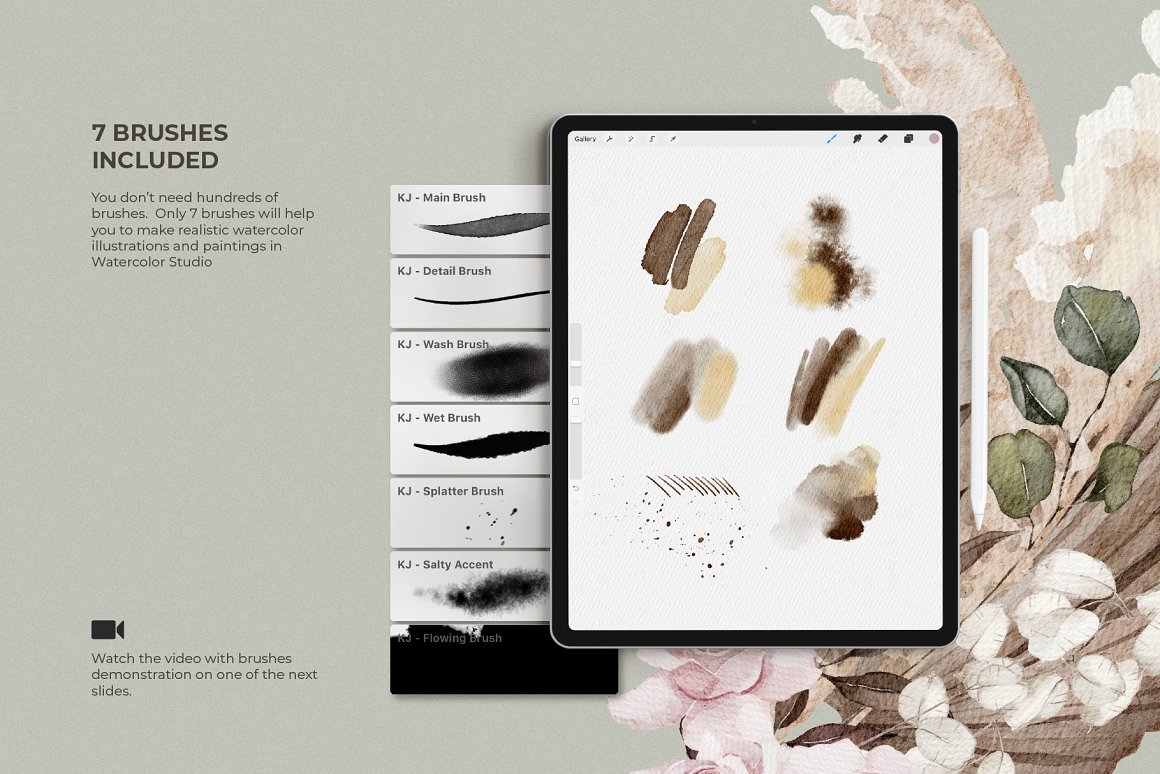 7 BRUSHES
INCLUDED
You don't need hundreds of
brushes.  Only 7 brushes will help
you to make realistic watercolor
illustrations and paintings in
Watercolor Studio
KJ - Main Brush
KJ - Detail Brush
KJ - Wash Brush
KJ - Wet Brush
KJ - Splatter Brush
KJ - Salty Accent
KJ - Flowing Brush
Gallery
Watch the video with brushes
demonstration on one of the next
slides.